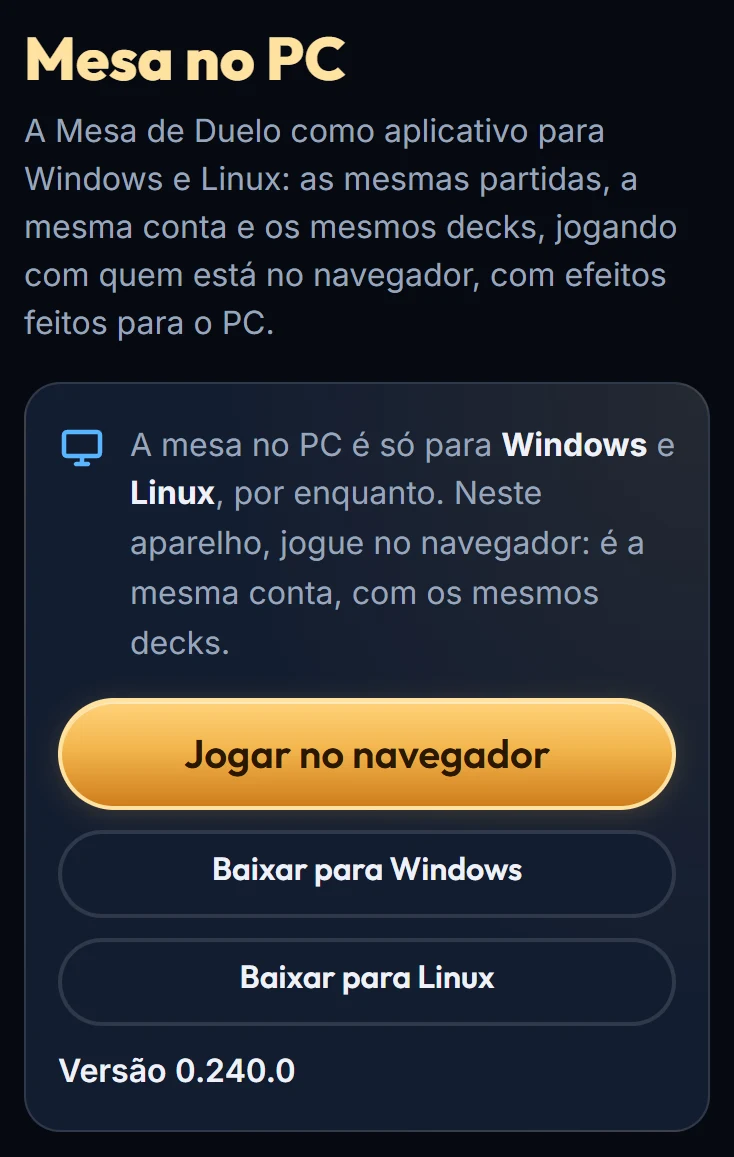 Mesa no PC
A Mesa de Duelo como aplicativo para
Windows e Linux: as mesmas partidas, a
mesma conta e os mesmos decks, jogando
com quem está no navegador, com efeitos
feitos para o PC.
A mesa no PC é só para Windows e
Linux, por enquanto. Neste
aparelho, jogue no navegador: é a
mesma conta, com os mesmos
decks.
Jogar no navegador
Baixar para Windows
Baixar para Linux
Versão 0.240.0